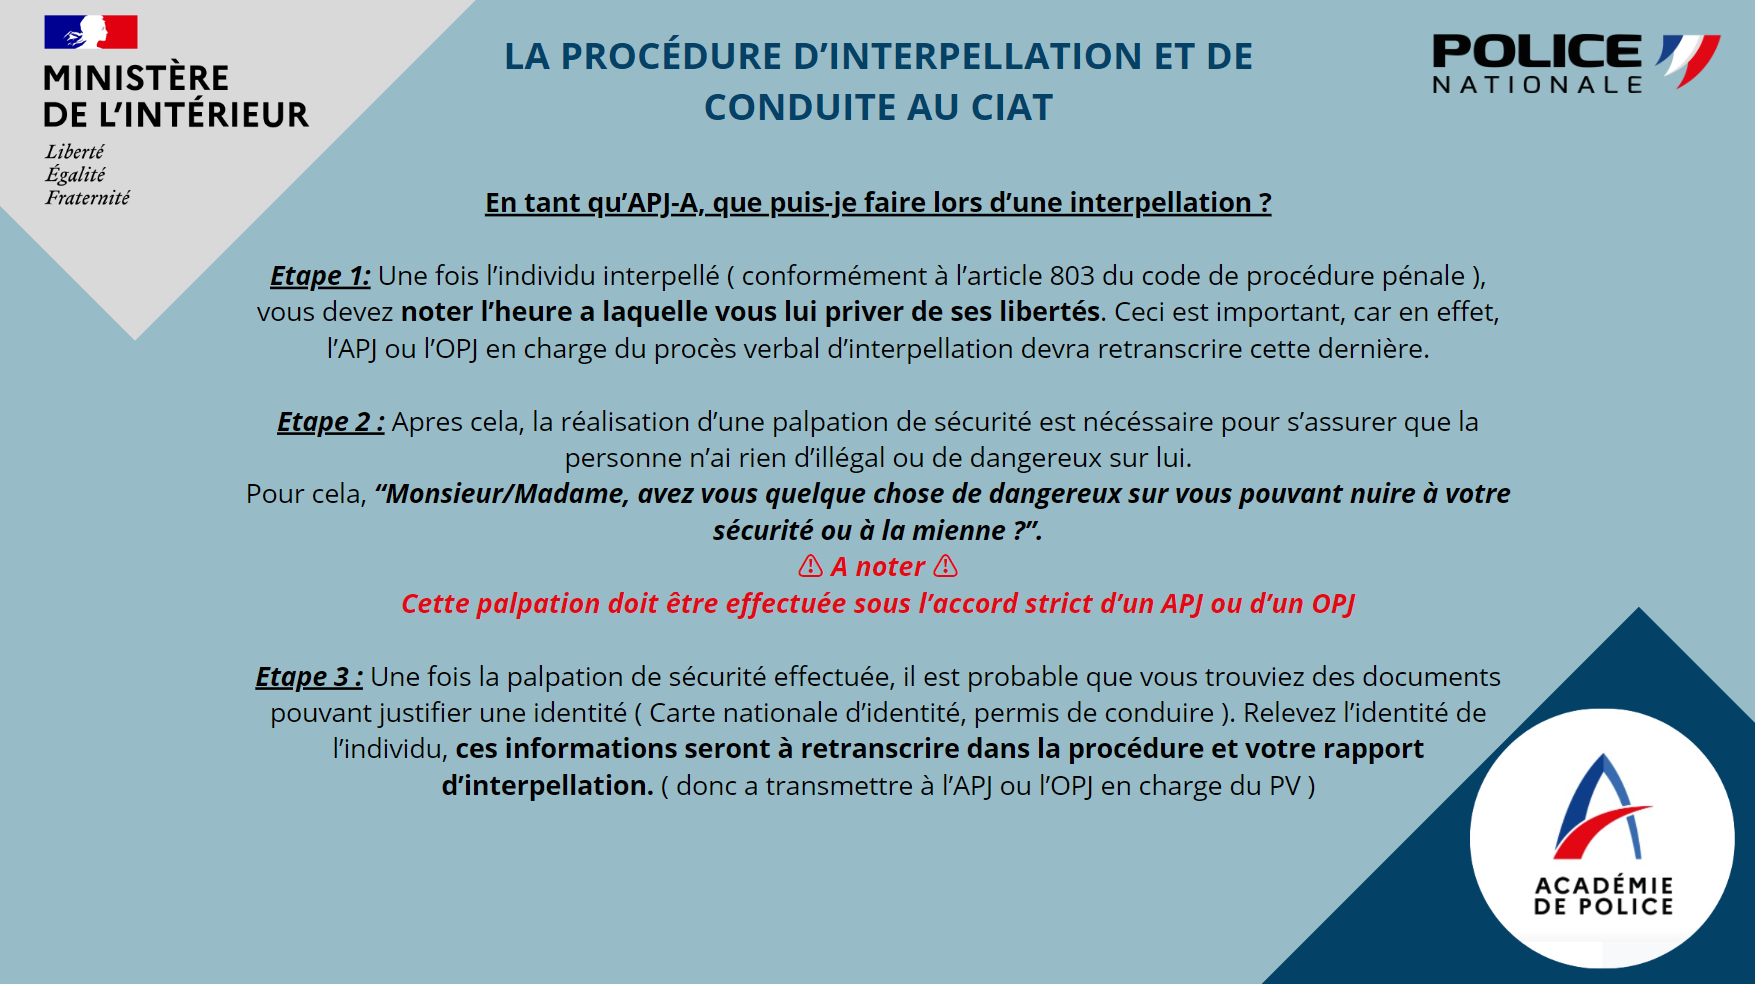 MINISTÈRE
DE L’INTÉRIEUR
Liberté
Égalité
Fraternité
LA PROCÉDURE D’INTERPELLATION ET DE
CONDUITE AU CIAT
POLICE
NATIONALE
En tant qu’APJ-A, que puis-je faire lors d’une interpellation ?
Etape 1: Une fois l’individu interpellé ( conformément à l’article 803 du code de procédure pénale ),
vous devez noter l’heure a laquelle vous lui priver de ses libertés. Ceci est important, car en effet,
l’APJ ou l’OPJ en charge du procès verbal d’interpellation devra retranscrire cette dernière.
Etape 2 : Apres cela, la réalisation d’une palpation de sécurité est nécéssaire pour s’assurer que la
personne n’ai rien d’illégal ou de dangereux sur lui.
Pour cela, “Monsieur/Madame, avez vous quelque chose de dangereux sur vous pouvant nuire à votre
sécurité ou à la mienne ?”.
⚠ A noter ⚠
Cette palpation doit être effectuée sous l’accord strict d’un APJ ou d’un OPJ
Etape 3 : Une fois la palpation de sécurité effectuée, il est probable que vous trouviez des documents
pouvant justifier une identité ( Carte nationale d’identité, permis de conduire ). Relevez l’identité de
l’individu, ces informations seront à retranscrire dans la procédure et votre rapport
d’interpellation. ( donc a transmettre à l’APJ ou l’OPJ en charge du PV )
ACADÉMIE
DE POLICE